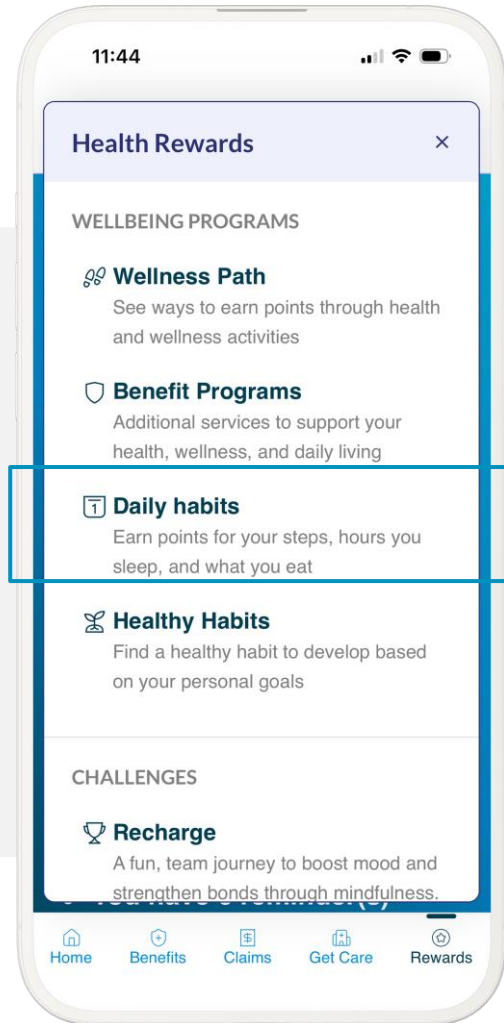 11:44
Health Rewards ×
WELLBEING PROGRAMS
Wellness Path
See ways to earn points through health
and wellness activities
Benefit Programs
Additional services to support your
health, wellness, and daily living
1 Daily habits
Earn points for your steps, hours you
sleep, and what you eat
Healthy Habits
Find a healthy habit to develop based
on your personal goals
CHALLENGES
Recharge
A fun, team journey to boost mood and
strengthen bonds through mindfulness.
Home Benefits Claims Get Care Rewards